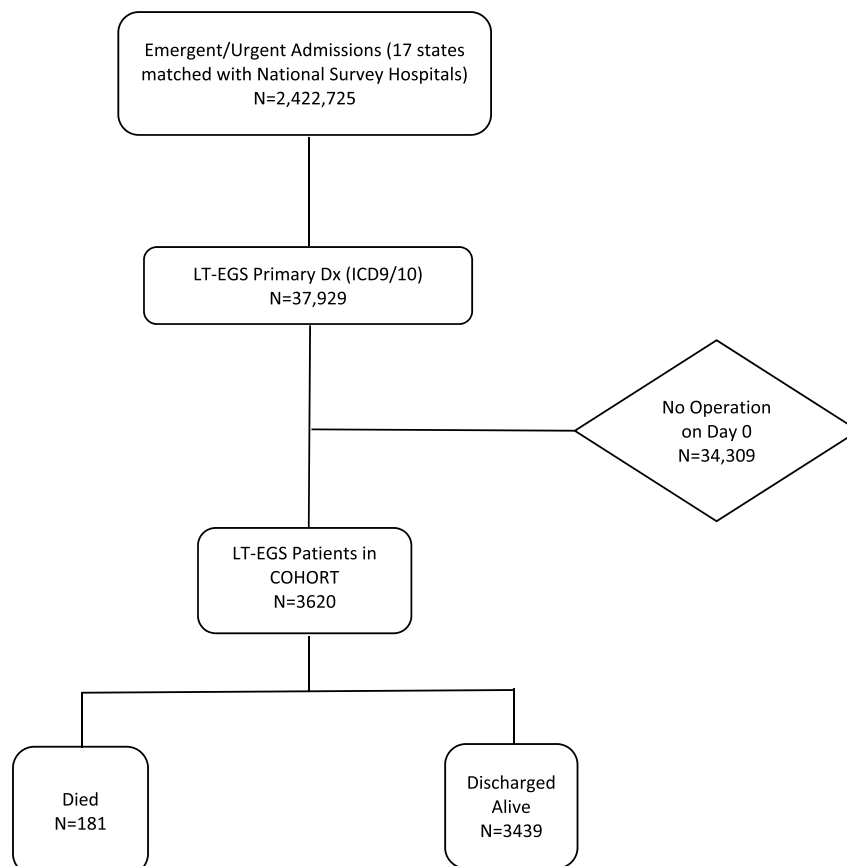 Emergent/Urgent Admissions (17 states
matched with National Survey Hospitals)
N=2,422,725
LT-EGS Primary Dx (ICD9/10)
N=37,929
No Operation
on Day 0
N=34,309
LT-EGS Patients in
COHORT
N=3620
Died
N=181
Discharged
Alive
N=3439